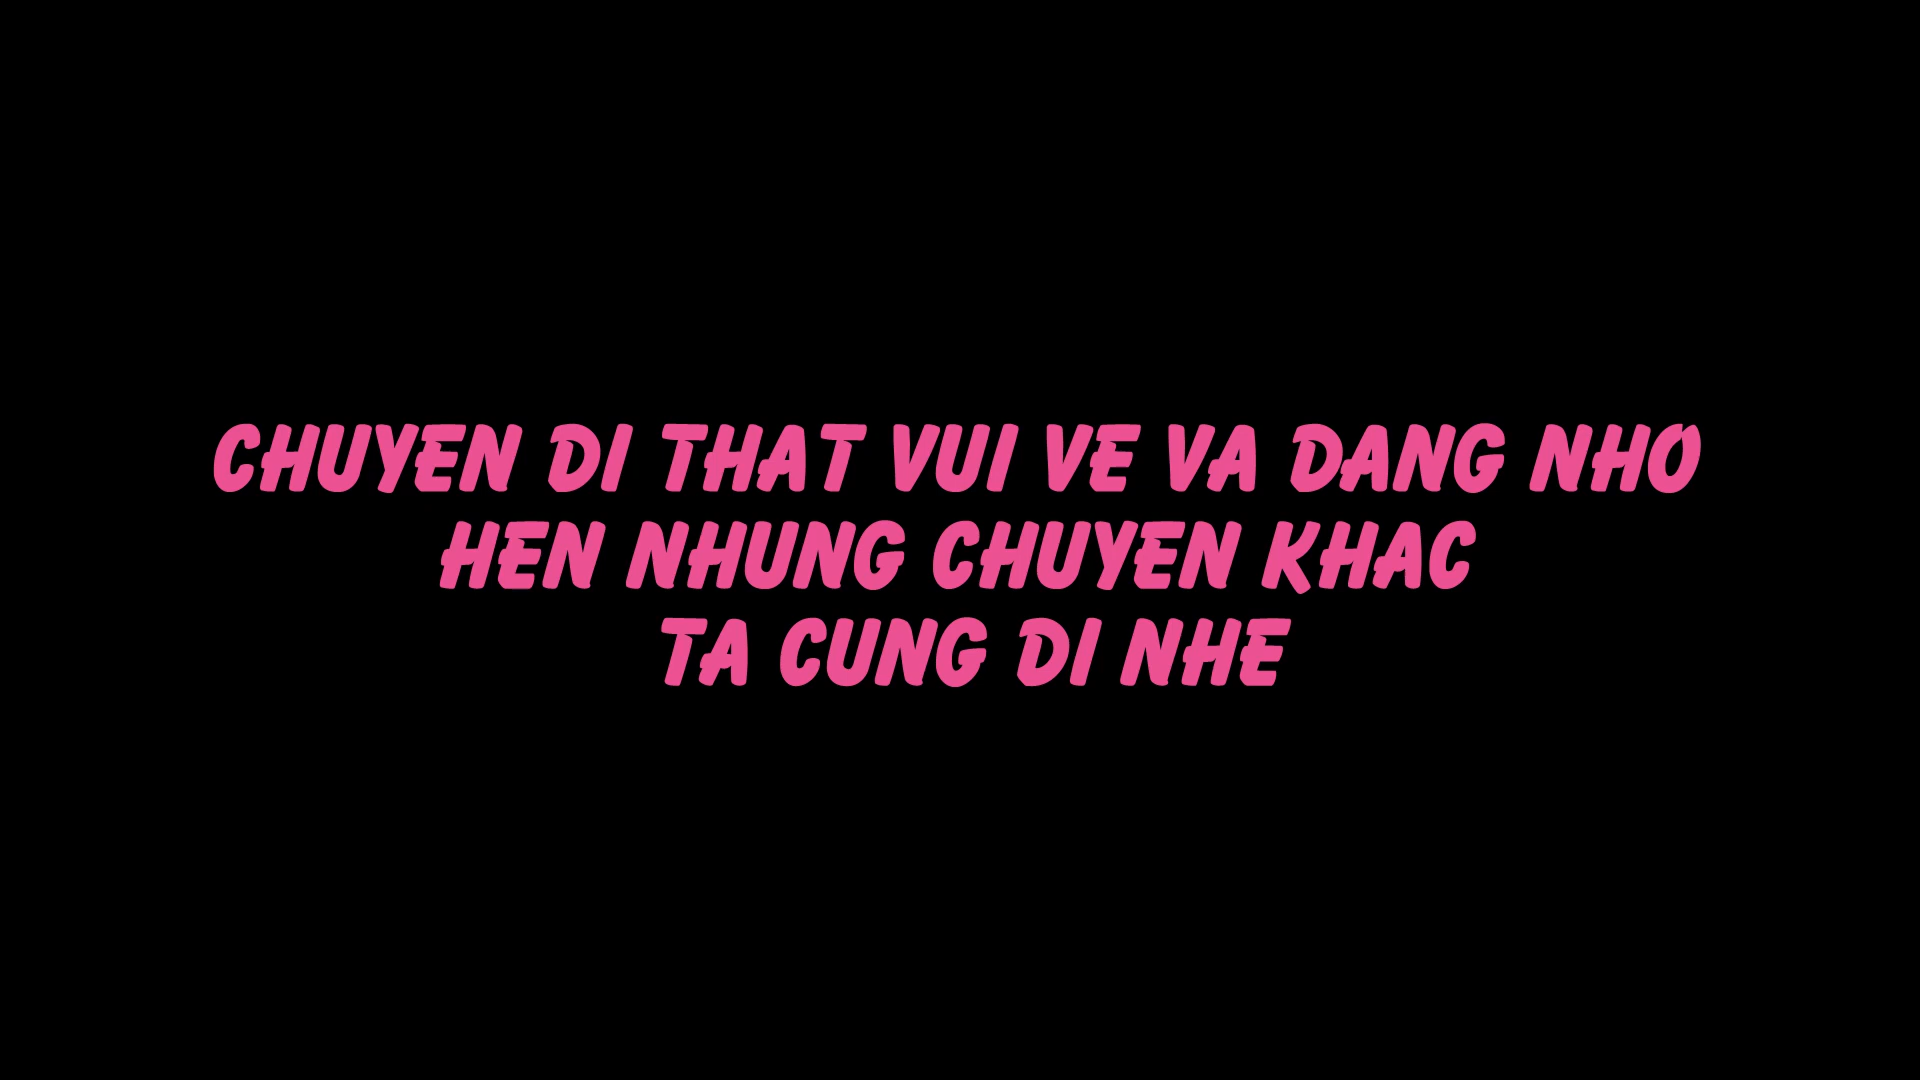 CHUYEN DI THAT VUI VE VA DANG NHO
HEN NHUNG CHUYEN KHAC
TA CUNG DI NHE